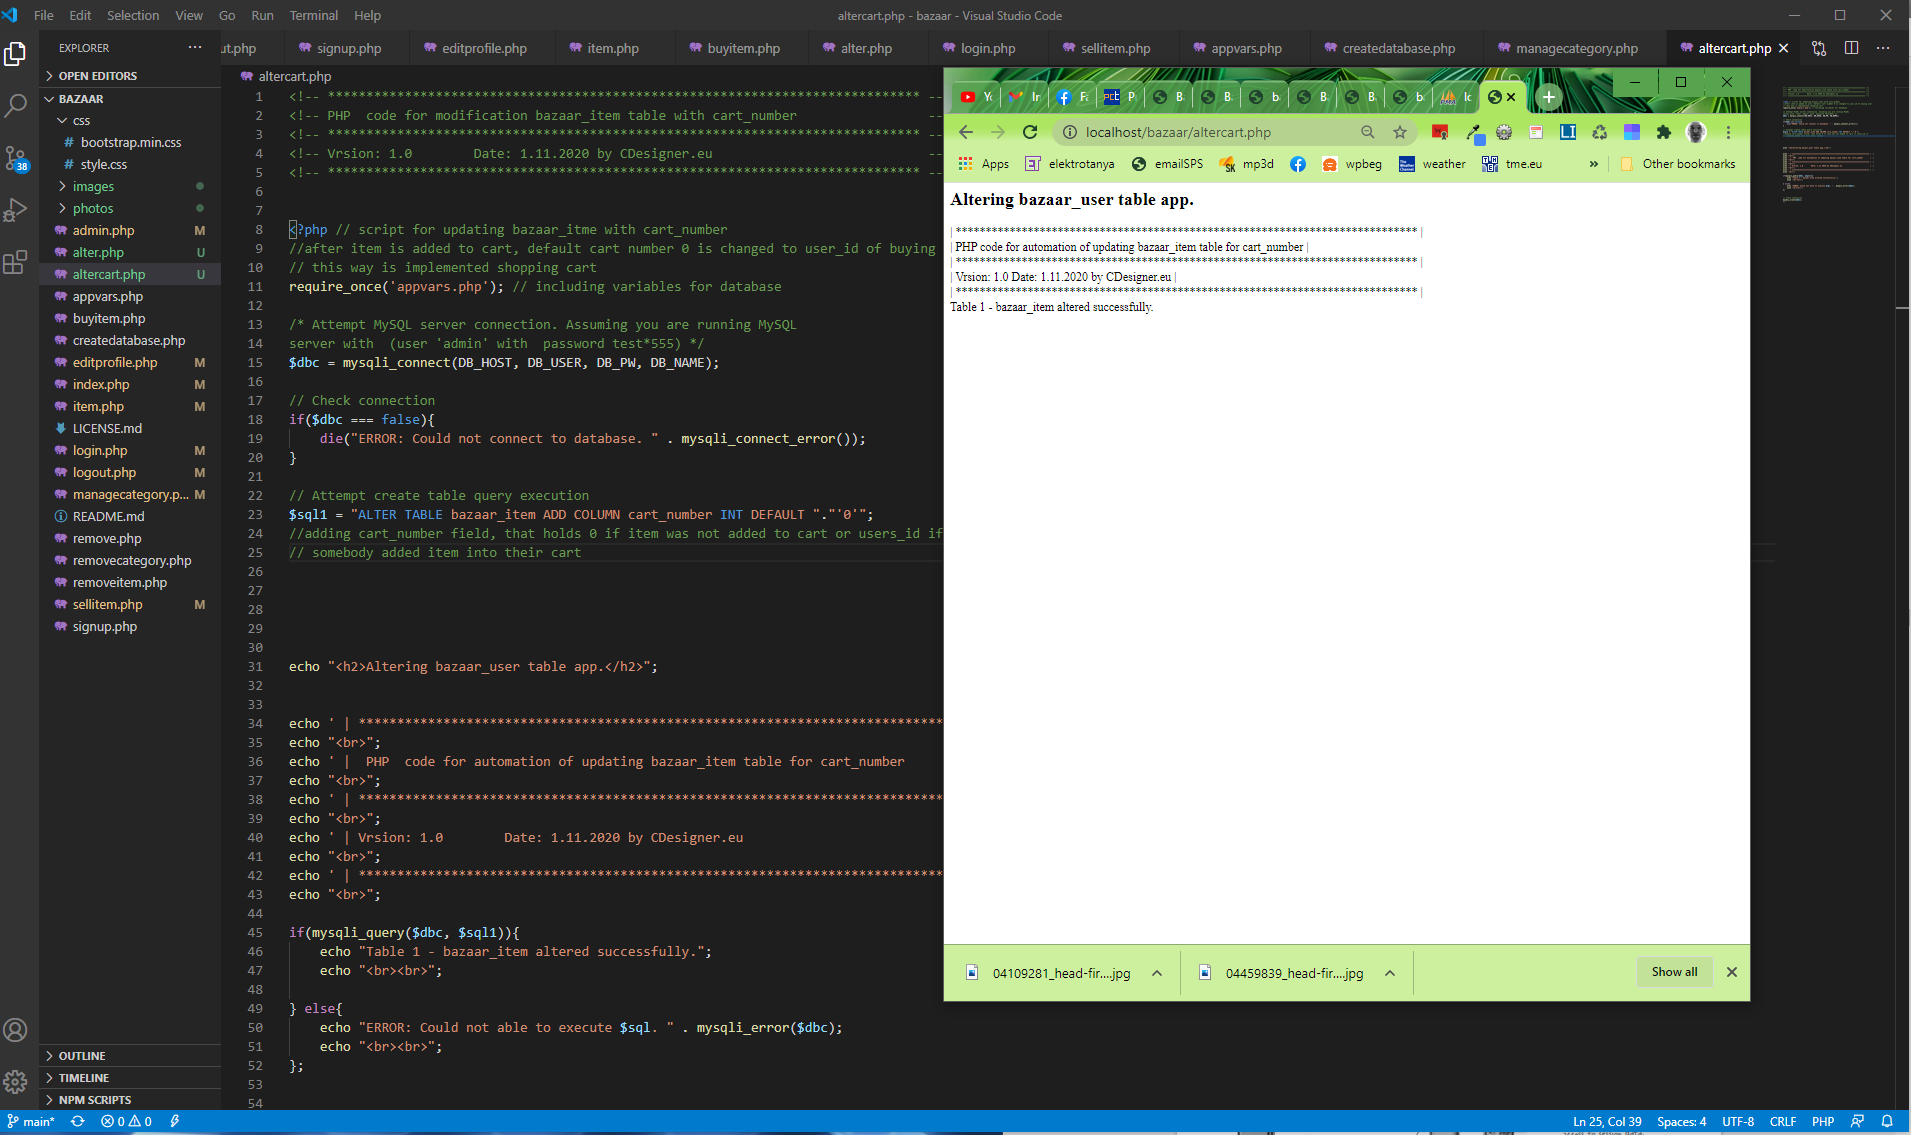 File Edit Selection View Go Run Terminal Help
altercart.php - bazaar - Visual Studio Code
EXPLORER
ut.php signup.php editprofile.php item.php buyitem.php alter.php login.php sellitem.php appvars.php createdatabase.php managecategory.php altercart.php
OPEN EDITORS
BAZAAR
css
bootstrap.min.css
style.css
images
photos
admin.php M
alter.php U
altercart.php U
appvars.php
buyitem.php
createdatabase.php
editprofile.php M
index.php M
item.php M
LICENSE.md
login.php M
logout.php M
managecategory.p... M
README.md
remove.php
removecategory.php
removeitem.php
sellitem.php M
signup.php
OUTLINE
TIMELINE
NPM SCRIPTS
38
altercart.php
1 <!-- ***************************************************************************** --
2 <!-- PHP  code for modification bazaar_item table with cart_number --
3 <!-- ***************************************************************************** --
4 <!-- Vrsion: 1.0        Date: 1.11.2020 by CDesigner.eu --
5 <!-- ***************************************************************************** --
6
7
8 <?php // script for updating bazaar_itme with cart_number
9 //after item is added to cart, default cart number 0 is changed to user_id of buying
10 // this way is implemented shopping cart
11 require_once('appvars.php'); // including variables for database
12
13 /* Attempt MySQL server connection. Assuming you are running MySQL
14 server with  (user 'admin' with  password test*555) */
15 $dbc = mysqli_connect(DB_HOST, DB_USER, DB_PW, DB_NAME);
16
17 // Check connection
18 if($dbc === false){
19     die("ERROR: Could not connect to database. " . mysqli_connect_error());
20 }
21
22 // Attempt create table query execution
23 $sql1 = "ALTER TABLE bazaar_item ADD COLUMN cart_number INT DEFAULT "."'0'";
24 //adding cart_number field, that holds 0 if item was not added to cart or users_id if
25 // somebody added item into their cart
26
27
28
29
30
31 echo "<h2>Altering bazaar_user table app.</h2>";
32
33
34 echo ' | ****************************************************************************
35 echo "<br>";
36 echo ' |  PHP  code for automation of updating bazaar_item table for cart_number
37 echo "<br>";
38 echo ' | ****************************************************************************
39 echo "<br>";
40 echo ' | Vrsion: 1.0        Date: 1.11.2020 by CDesigner.eu
41 echo "<br>";
42 echo ' | ****************************************************************************
43 echo "<br>";
44
45 if(mysqli_query($dbc, $sql1)){
46     echo "Table 1 - bazaar_item altered successfully.";
47     echo "<br><br>";
48
49 } else{
50     echo "ERROR: Could not able to execute $sql. " . mysqli_error($dbc);
51     echo "<br><br>";
52 };
53
54
localhost/bazaar/altercart.php
Apps elektrotanya emailSPS mp3d wpbeg weather tme.eu » Other bookmarks
Altering bazaar_user table app.
| ***************************************************************************** |
| PHP code for automation of updating bazaar_item table for cart_number |
| ***************************************************************************** |
| Vrsion: 1.0 Date: 1.11.2020 by CDesigner.eu |
| ***************************************************************************** |
Table 1 - bazaar_item altered successfully.
04109281_head-fir....jpg 04459839_head-fir....jpg Show all
main* 0 0 Ln 25, Col 39 Spaces: 4 UTF-8 CRLF PHP